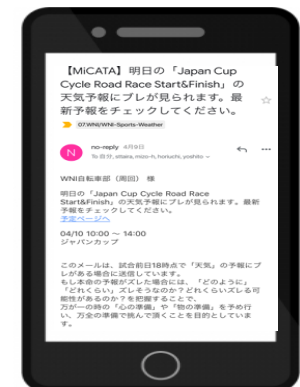 【MiCATA】明日の「Japan Cup
Cycle Road Race Start&Finish」の
天気予報にブレが見られます。最
新予報をチェックしてください。
07.WNI/WNI-Sports-Weather
N
no-reply 4月9日
To 自分, eitaira, mizo-h, horiuchi, yoshito
WNI自転車部（周回） 様
明日の「Japan Cup Cycle Road Race
Start&Finish」の天気予報にブレが見られます。最新
予報をチェックしてください。
予定ページへ
04/10 10:00 ～ 14:00
ジャパンカップ
このメールは、試合前日18時点で「天気」の予報にブ
レがある場合に送信しています。
もし本命の予報がズレた場合には、「どのように」
「どれくらい」ズレそうなのか？どれくらいズレる可
能性があるのか？を把握することで、
万が一の時の「心の準備」や「物の準備」を予め行
い、万全の準備で挑んで頂くことを目的としていま
す。